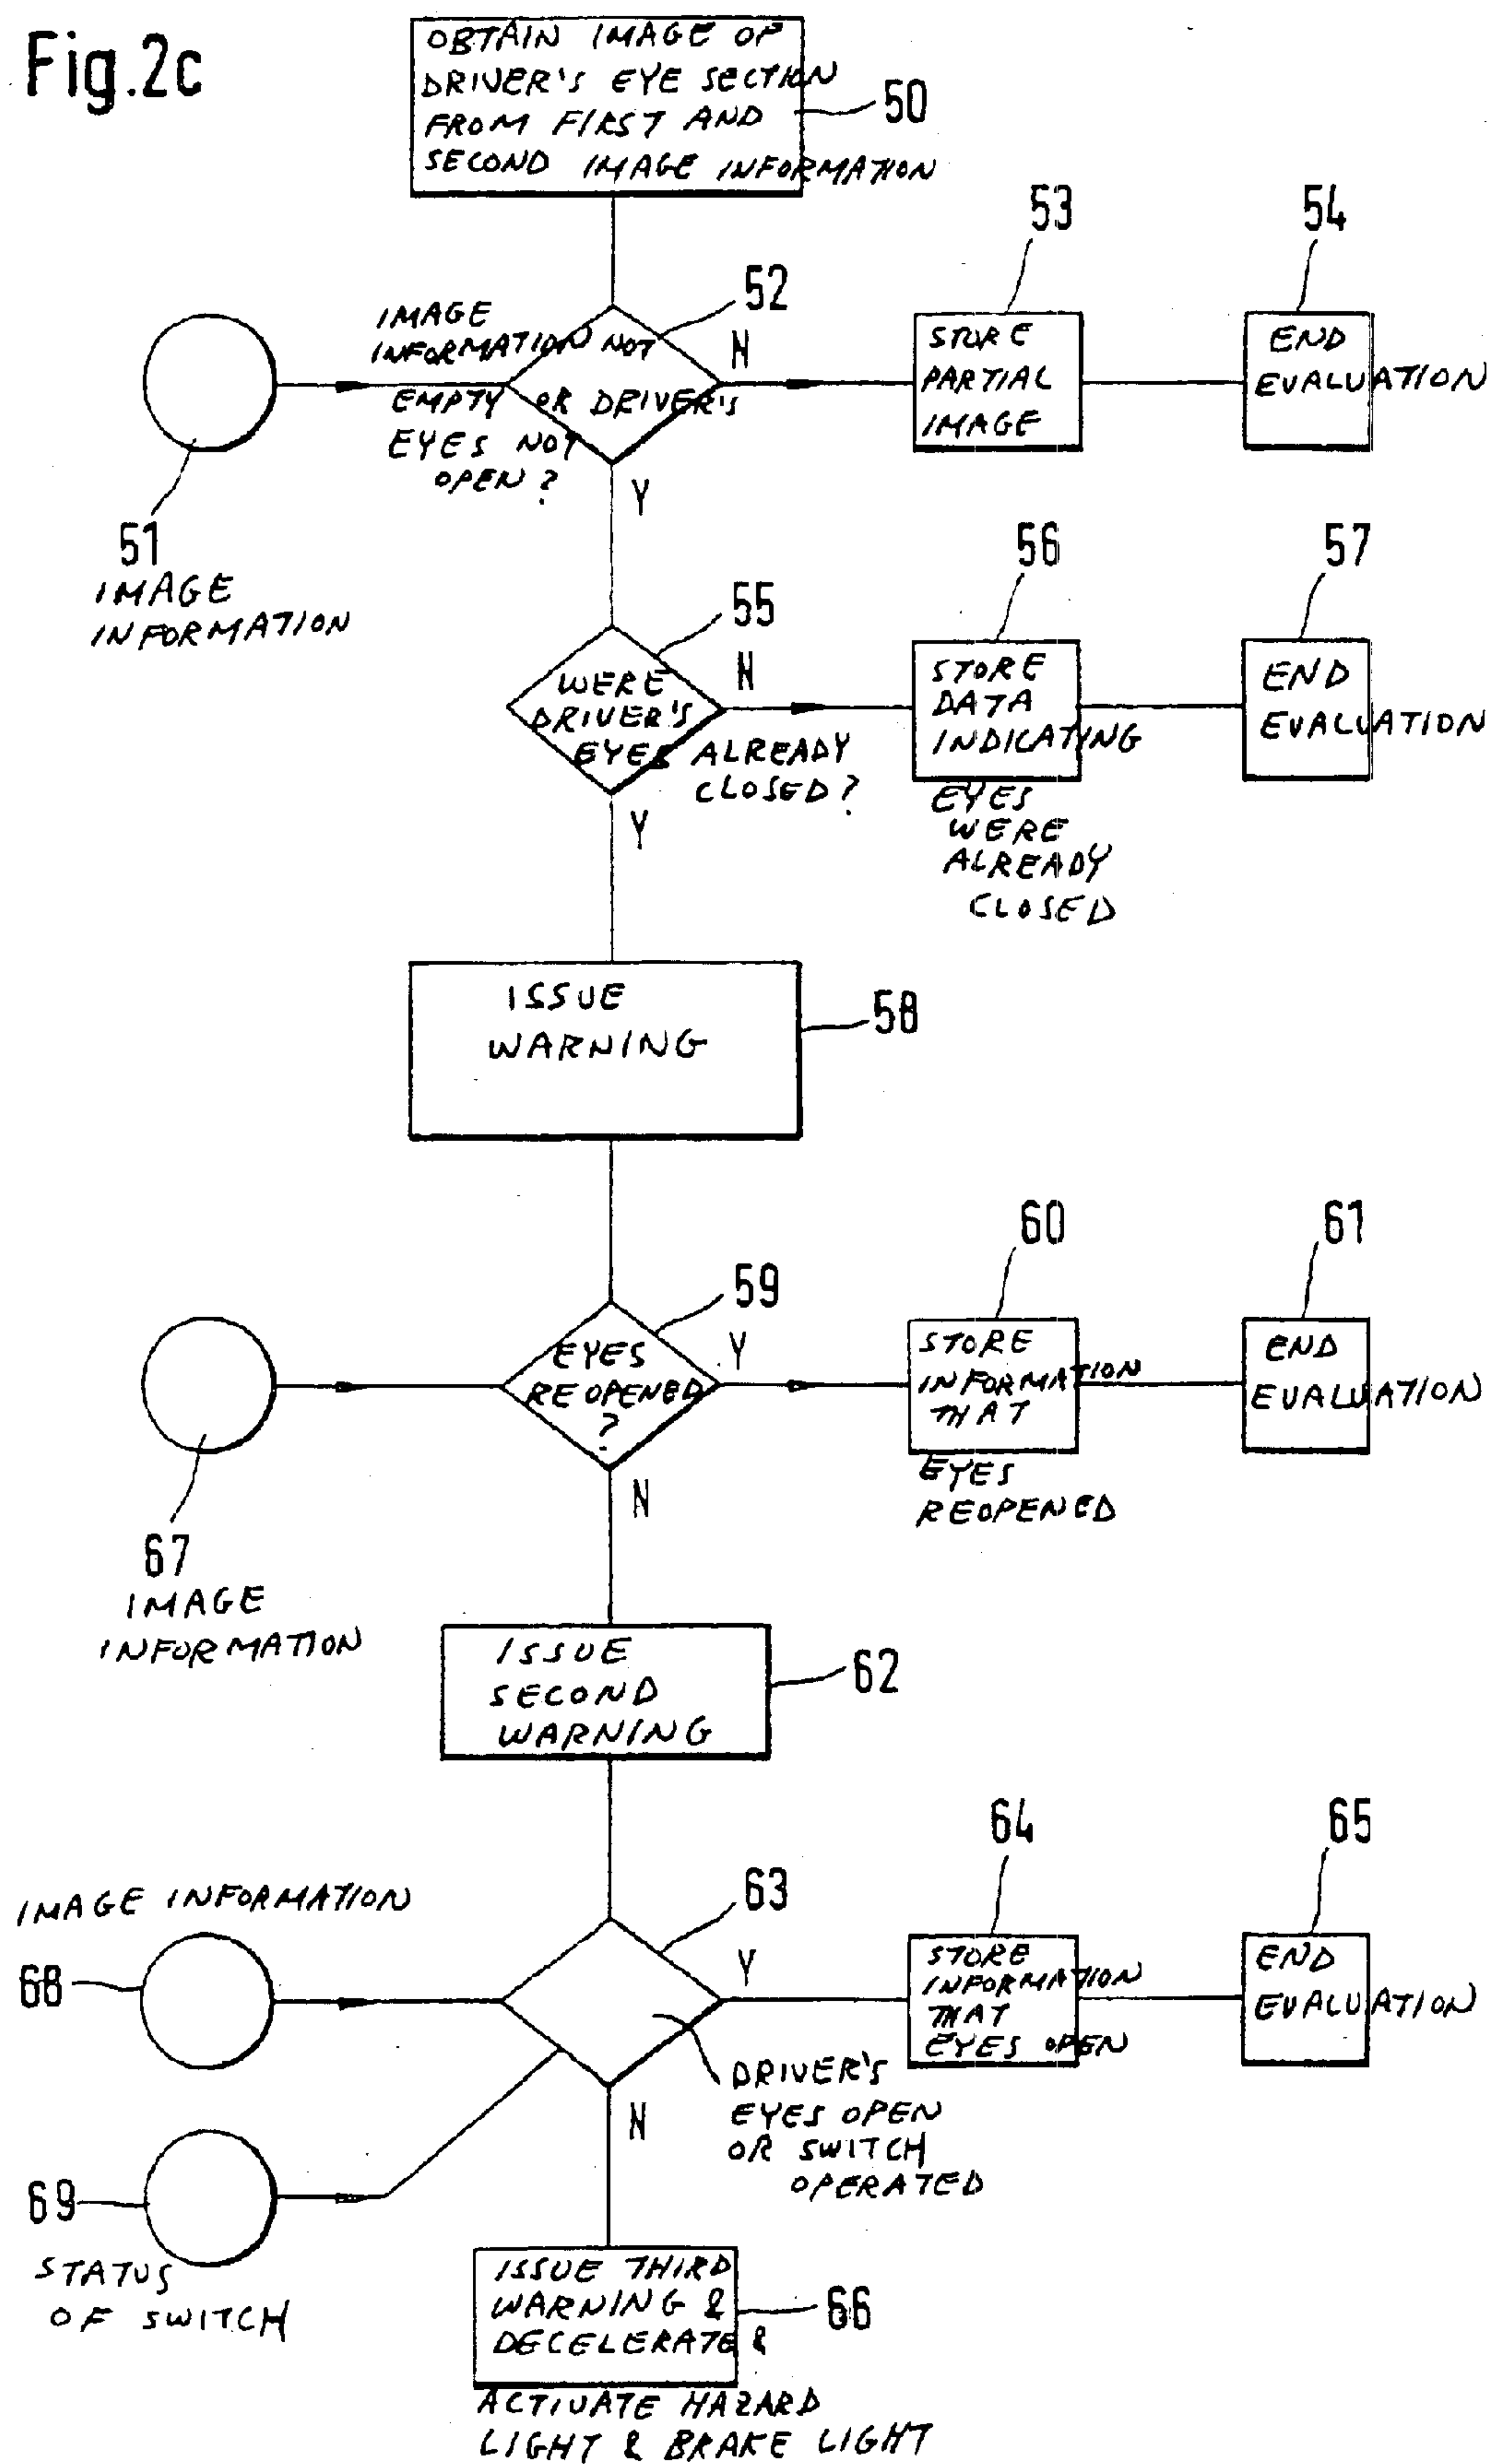 Fig.2c
OBTAIN IMAGE OF
DRIVER'S EYE SECTION
FROM FIRST AND
SECOND IMAGE INFORMATION
50
53
54
52
IMAGE
INFORMATION NOT
EMPTY OR DRIVER'S
EYES NOT
OPEN?
N
Y
STORE
PARTIAL
IMAGE
END
EVALUATION
51
IMAGE
INFORMATION
55
56
57
WERE
DRIVER'S
EYES ALREADY
CLOSED?
N
Y
STORE
DATA
INDICATING
EYES
WERE
ALREADY
CLOSED
END
EVALUATION
ISSUE
WARNING
58
59
60
61
EYES
REOPENED
?
Y
N
STORE
INFORMATION
THAT
EYES
REOPENED
END
EVALUATION
67
IMAGE
INFORMATION
ISSUE
SECOND
WARNING
62
63
64
65
IMAGE INFORMATION
68
Y
N
STORE
INFORMATION
THAT
EYES OPEN
END
EVALUATION
DRIVER'S
EYES OPEN
OR SWITCH
OPERATED
69
STATUS
OF SWITCH
ISSUE THIRD
WARNING &
DECELERATE &
ACTIVATE HAZARD
LIGHT & BRAKE LIGHT
66